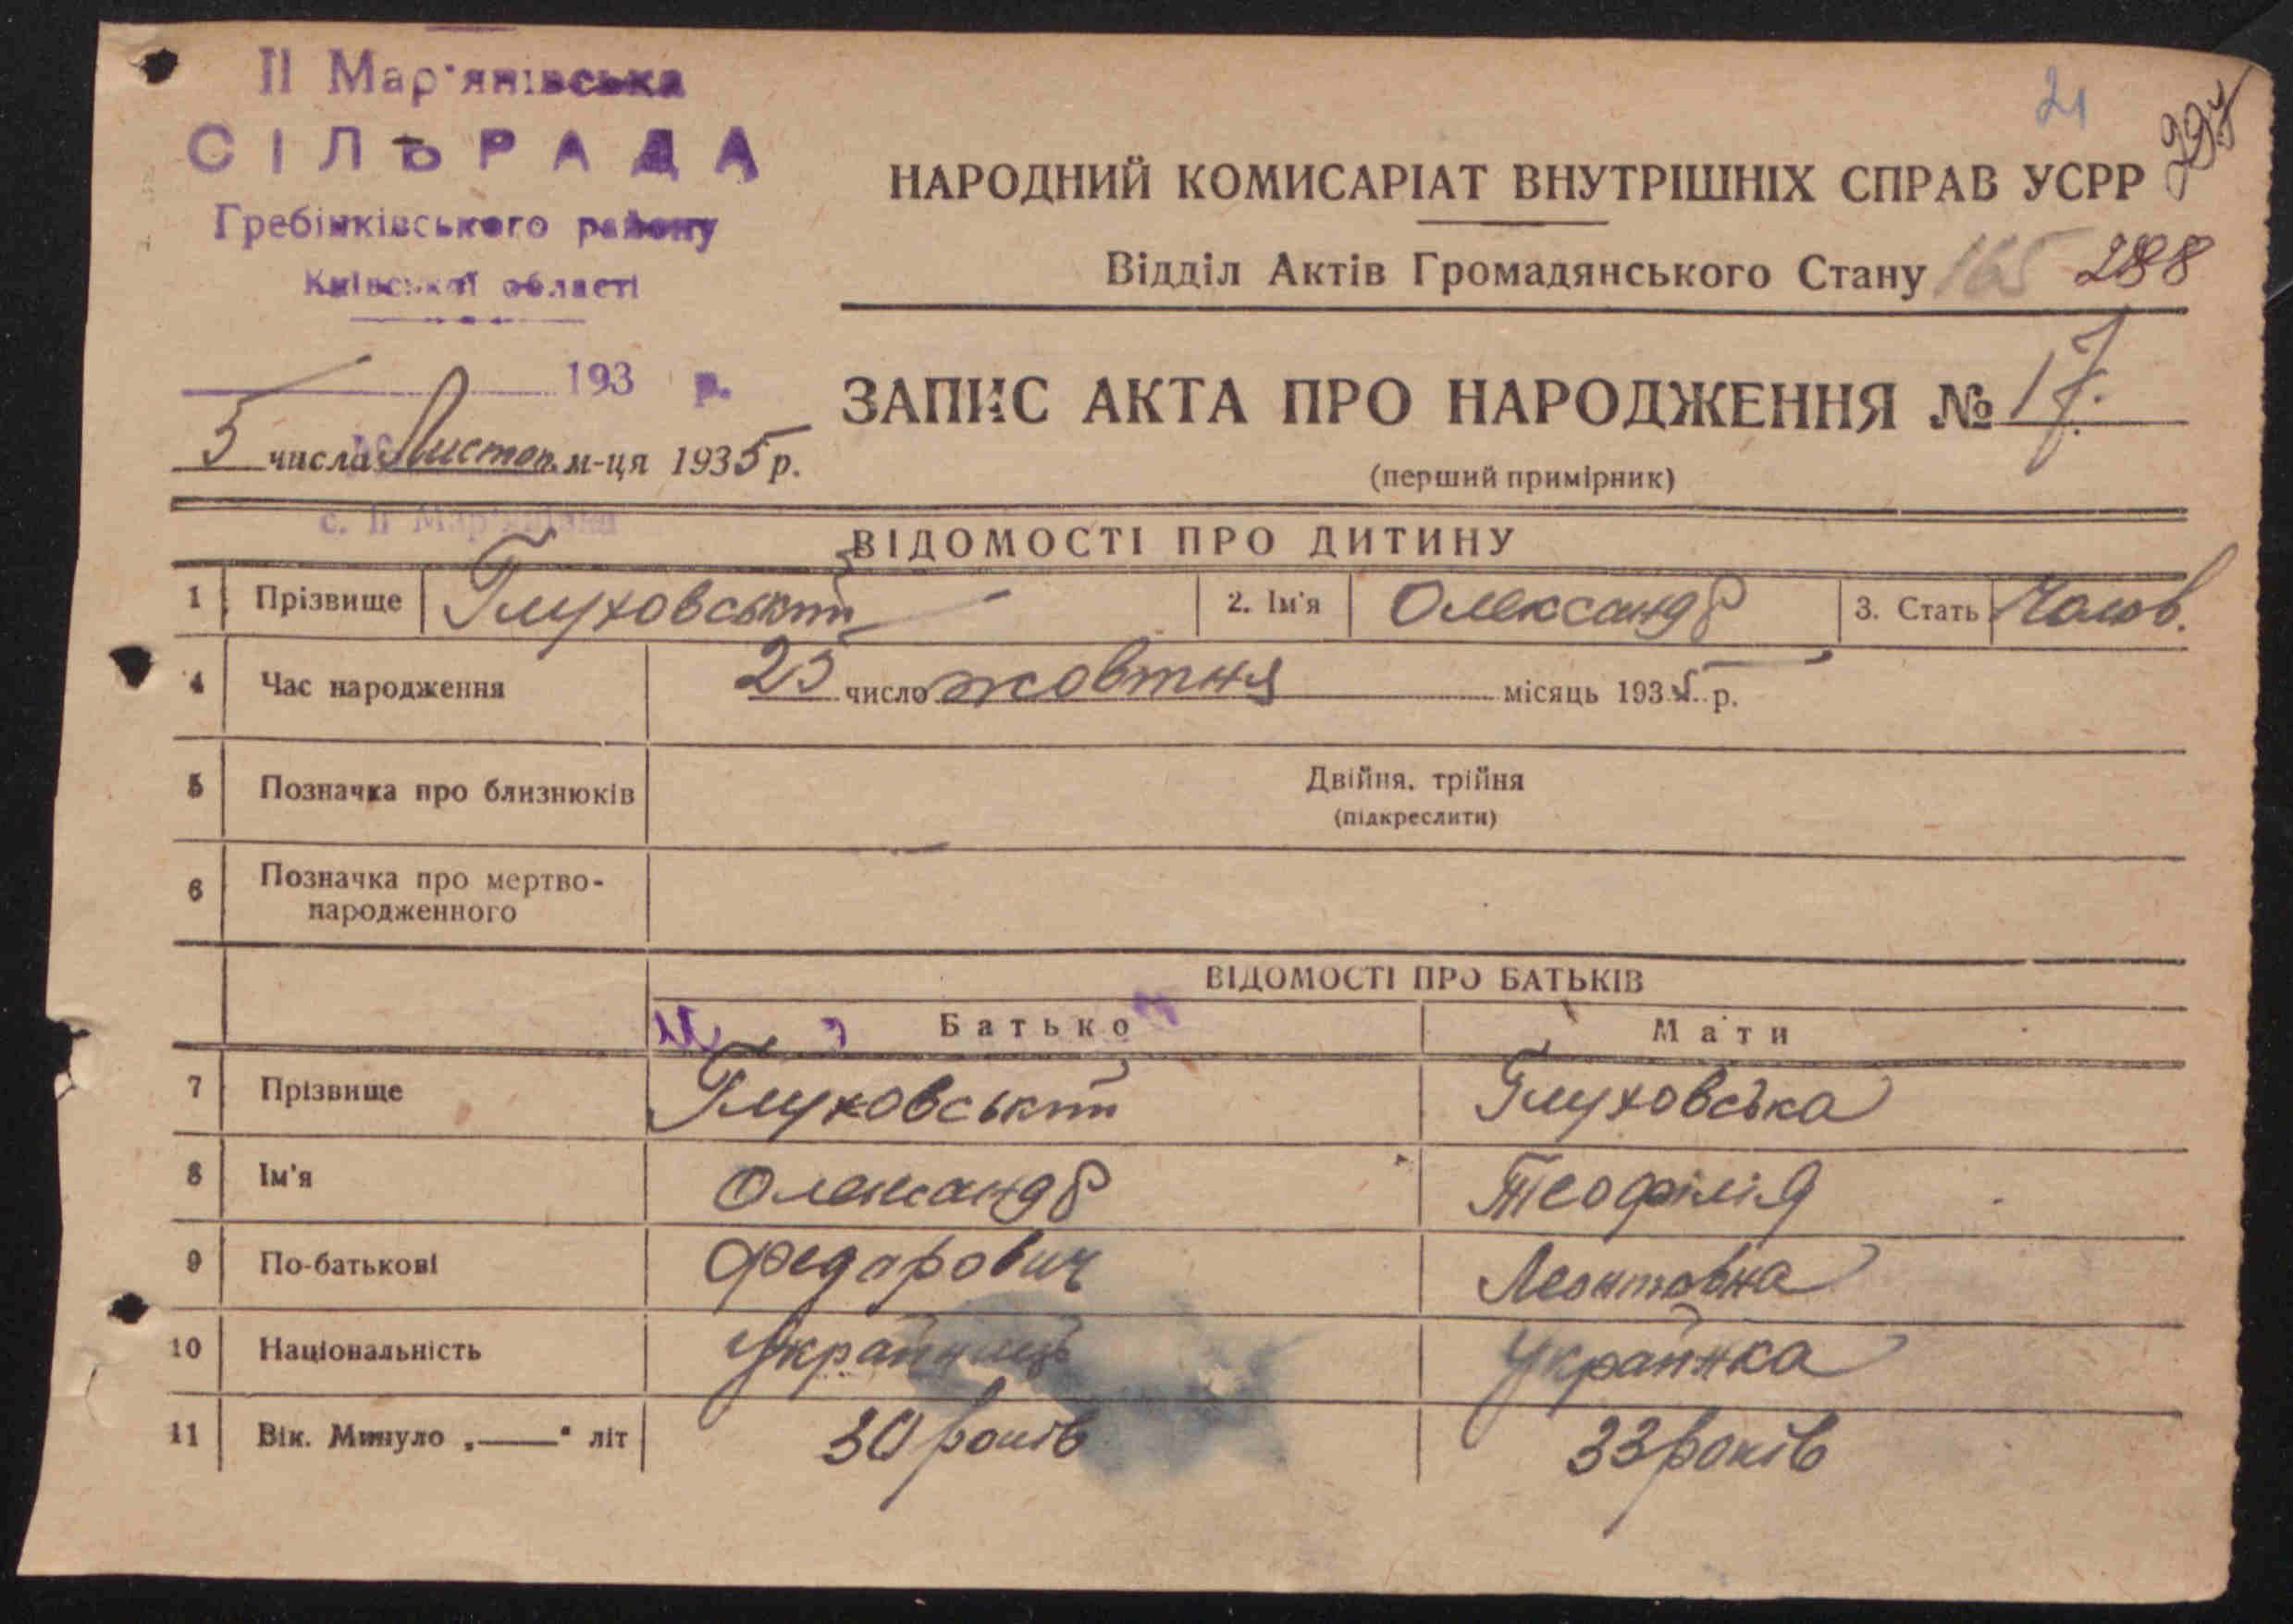 ІІ Мар'янівська
СІЛЬРАДА
Гребінківського району
Київської області
193 р.
5 числа Листоп. м-ця 1935 р.
с. ІІ Мар'янівка
21
297
НАРОДНИЙ КОМИСАРІАТ ВНУТРІШНІХ СПРАВ УСРР
Відділ Актів Громадянського Стану 165 288
ЗАПИС АКТА ПРО НАРОДЖЕННЯ № 17.
(перший примірник)
ВІДОМОСТІ ПРО ДИТИНУ
1 Прізвище Глуховський 2. Ім'я Олександр 3. Стать Чолов.
4 Час народження 25 число жовтня місяць 1935 р.
5 Позначка про близнюків Двійня, трійня
(підкреслити)
6 Позначка про мертво-
народженного
ВІДОМОСТІ ПРО БАТЬКІВ
Батько Мати
7 Прізвище Глуховський Глуховська
8 Ім'я Олександр Теофілія
9 По-батькові Федорович Леонтовна
10 Національність Українець Українка
11 Вік. Минуло „——" літ 30 років 33 років